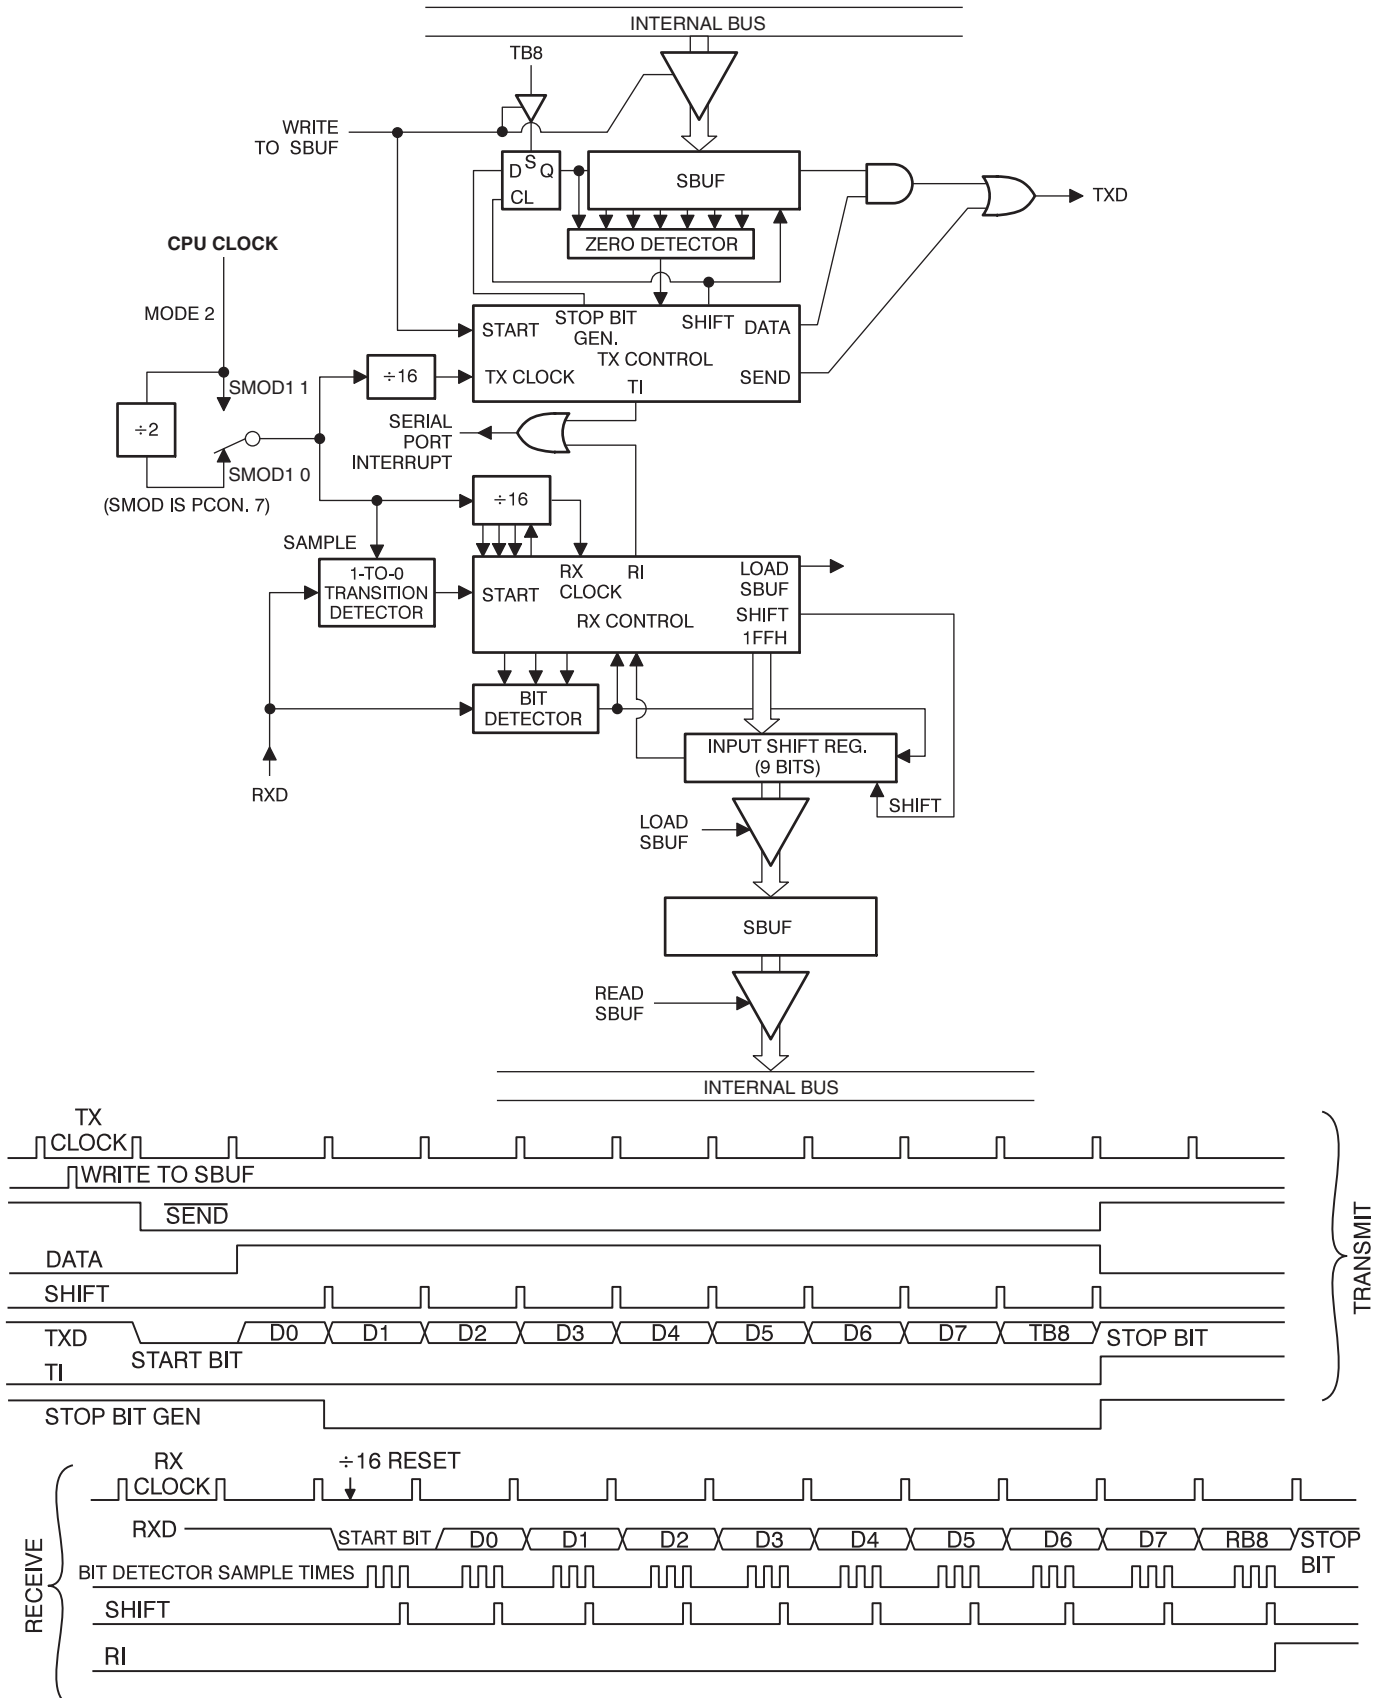 INTERNAL BUS
TB8
WRITE
TO SBUF
D S Q
CL
SBUF
TXD
ZERO DETECTOR
CPU CLOCK
MODE 2
START
STOP BIT
GEN.
SHIFT
DATA
TX CONTROL
TX CLOCK
TI
SEND
÷16
SMOD1 1
÷2
SMOD1 0
(SMOD IS PCON. 7)
SERIAL
PORT
INTERRUPT
÷16
SAMPLE
1-TO-0
TRANSITION
DETECTOR
START
RX
CLOCK
RI
LOAD
SBUF
SHIFT
RX CONTROL
1FFH
BIT
DETECTOR
INPUT SHIFT REG.
(9 BITS)
RXD
SHIFT
LOAD
SBUF
SBUF
READ
SBUF
INTERNAL BUS
TX
CLOCK
WRITE TO SBUF
SEND
DATA
SHIFT
TXD
START BIT
D0 D1 D2 D3 D4 D5 D6 D7 TB8 STOP BIT
TI
STOP BIT GEN
TRANSMIT
RX
CLOCK
÷16 RESET
RXD
START BIT D0 D1 D2 D3 D4 D5 D6 D7 RB8 STOP
BIT
BIT DETECTOR SAMPLE TIMES
SHIFT
RI
RECEIVE